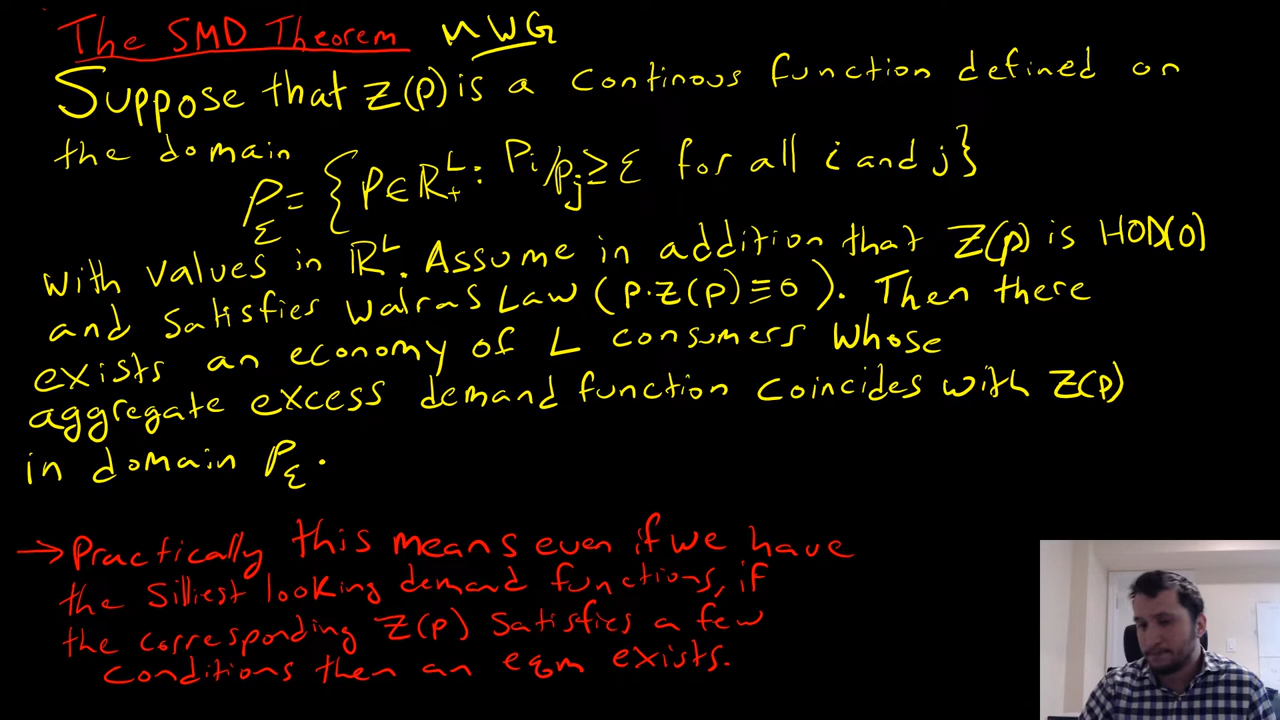 The SMD Theorem MWG
Suppose that Z(p) is a continous function defined on
the domain
P_ε = {P ∈ ℝ_+^L : P_i/P_j ≥ ε for all i and j}
with values in ℝ^L. Assume in addition that Z(p) is HOD(0)
and satisfies walras Law (p·z(p) ≡ 0). Then there
exists an economy of L consumers whose
aggregate excess demand function coincides with Z(p)
in domain P_ε.
→ Practically this means even if we have
the silliest looking demand functions, if
the corresponding Z(p) satisfies a few
conditions then an eqm exists.